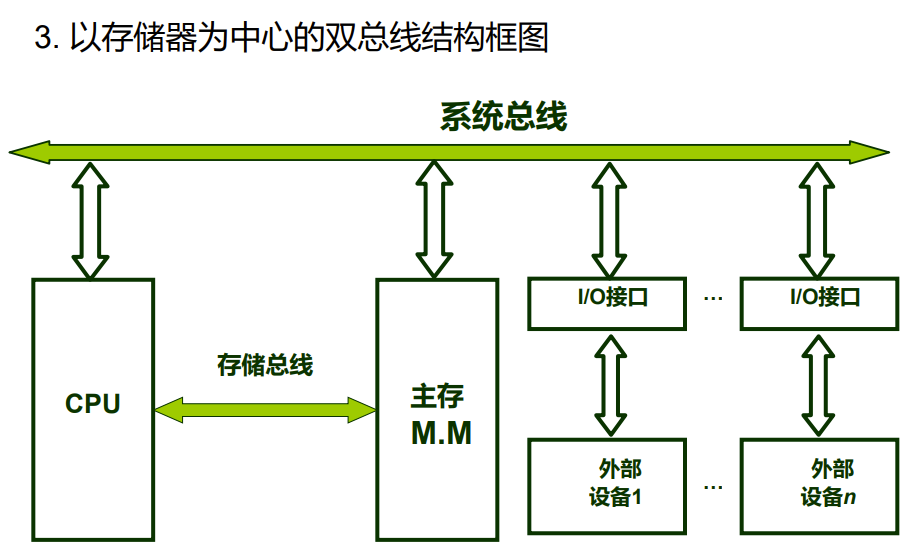 3. 以存储器为中心的双总线结构框图
系统总线
I/O接口
...
I/O接口
存储总线
CPU
主存
M.M
外部
设备1
...
外部
设备n